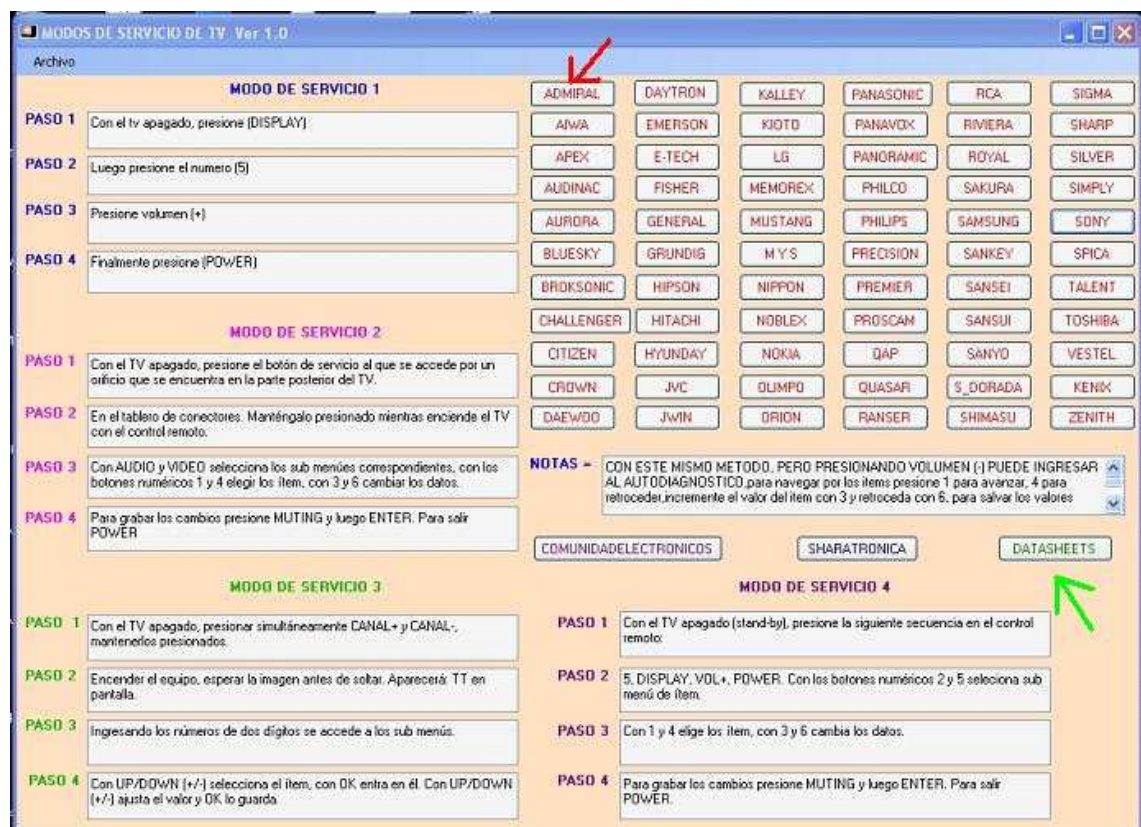 MODOS DE SERVICIO DE TV Ver 1.0
Archivo
MODO DE SERVICIO 1
PASO 1 Con el tv apagado, presione (DISPLAY)
PASO 2 Luego presione el numero (5)
PASO 3 Presione volumen (+)
PASO 4 Finalmente presione (POWER)
MODO DE SERVICIO 2
PASO 1 Con el TV apagado, presione el botón de servicio al que se accede por un
orificio que se encuentra en la parte posterior del TV.
PASO 2 En el tablero de conectores. Manténgalo presionado mientras enciende el TV
con el control remoto.
PASO 3 Con AUDIO y VIDEO selecciona los sub menúes correspondientes, con los
botones numéricos 1 y 4 elegir los ítem, con 3 y 6 cambiar los datos.
PASO 4 Para grabar los cambios presione MUTING y luego ENTER. Para salir
POWER
ADMIRAL DAYTRON KALLEY PANASONIC RCA SIGMA
AIWA EMERSON KIOTO PANAVOX RIVIERA SHARP
APEX E-TECH LG PANORAMIC ROYAL SILVER
AUDINAC FISHER MEMOREX PHILCO SAKURA SIMPLY
AURORA GENERAL MUSTANG PHILIPS SAMSUNG SONY
BLUESKY GRUNDIG M Y S PRECISION SANKEY SPICA
BROKSONIC HIPSON NIPPON PREMIER SANSEI TALENT
CHALLENGER HITACHI NOBLEX PROSCAM SANSUI TOSHIBA
CITIZEN HYUNDAY NOKIA QAP SANYO VESTEL
CROWN JVC OLIMPO QUASAR S_DORADA KENIX
DAEWOO JWIN ORION RANSER SHIMASU ZENITH
NOTAS = CON ESTE MISMO METODO, PERO PRESIONANDO VOLUMEN (-) PUEDE INGRESAR
AL AUTODIAGNOSTICO,para navegar por los items presione 1 para avanzar, 4 para
retroceder,incremente el valor del item con 3 y retroceda con 6, para salvar los valores
COMUNIDADELECTRONICOS SHARATRONICA DATASHEETS
MODO DE SERVICIO 3
PASO 1 Con el TV apagado, presionar simultáneamente CANAL+ y CANAL-,
mantenerlos presionados.
PASO 2 Encender el equipo, esperar la imagen antes de soltar. Aparecerá: TT en
pantalla.
PASO 3 Ingresando los números de dos dígitos se accede a los sub menús.
PASO 4 Con UP/DOWN (+/-) selecciona el ítem, con OK entra en él. Con UP/DOWN
(+/-) ajusta el valor y OK lo guarda
MODO DE SERVICIO 4
PASO 1 Con el TV apagado (stand-by), presione la siguiente secuencia en el control
remoto:
PASO 2 5, DISPLAY, VOL+, POWER. Con los botones numéricos 2 y 5 seleciona sub
menú de ítem.
PASO 3 Con 1 y 4 elige los ítem, con 3 y 6 cambia los datos.
PASO 4 Para grabar los cambios presione MUTING y luego ENTER. Para salir
POWER.